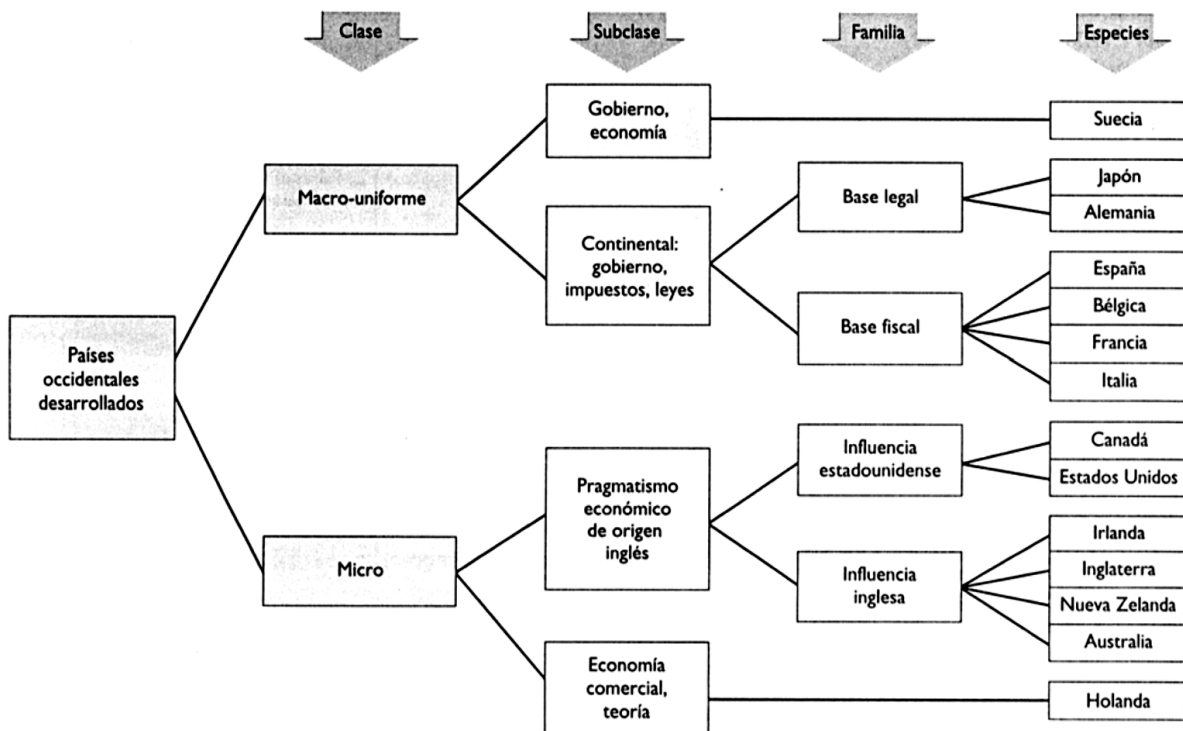 Clase
Subclase
Familia
Especies
Países
occidentales
desarrollados
Macro-uniforme
Micro
Gobierno,
economía
Continental:
gobierno,
impuestos, leyes
Pragmatismo
económico
de origen
inglés
Economía
comercial,
teoría
Base legal
Base fiscal
Influencia
estadounidense
Influencia
inglesa
Suecia
Japón
Alemania
España
Bélgica
Francia
Italia
Canadá
Estados Unidos
Irlanda
Inglaterra
Nueva Zelanda
Australia
Holanda